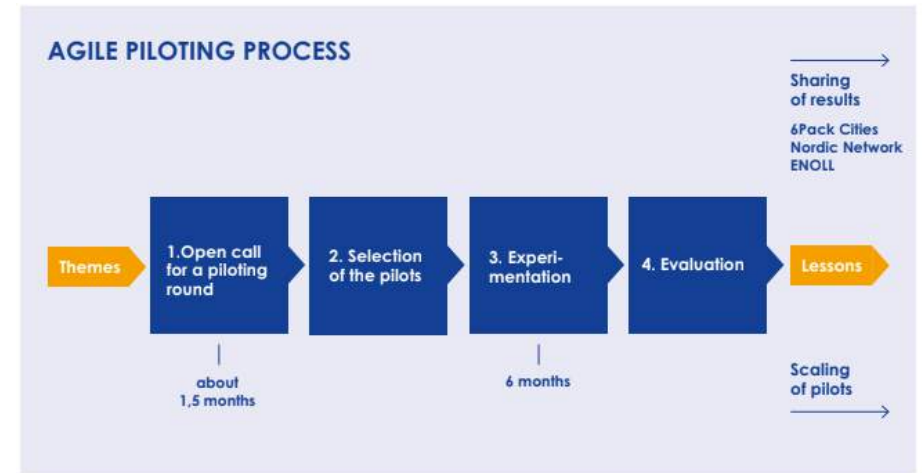 AGILE PILOTING PROCESS
Sharing
of results
6Pack Cities
Nordic Network
ENOLL
Themes
1.Open call
for a piloting
round
2. Selection
of the pilots
3. Experi-
mentation
4. Evaluation
Lessons
about
1,5 months
6 months
Scaling
of pilots